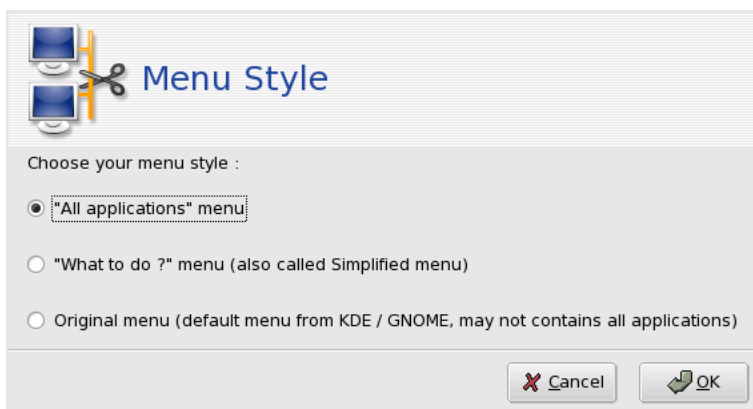 Menu Style
Choose your menu style :
"All applications" menu
"What to do ?" menu (also called Simplified menu)
Original menu (default menu from KDE / GNOME, may not contains all applications)
Cancel
OK